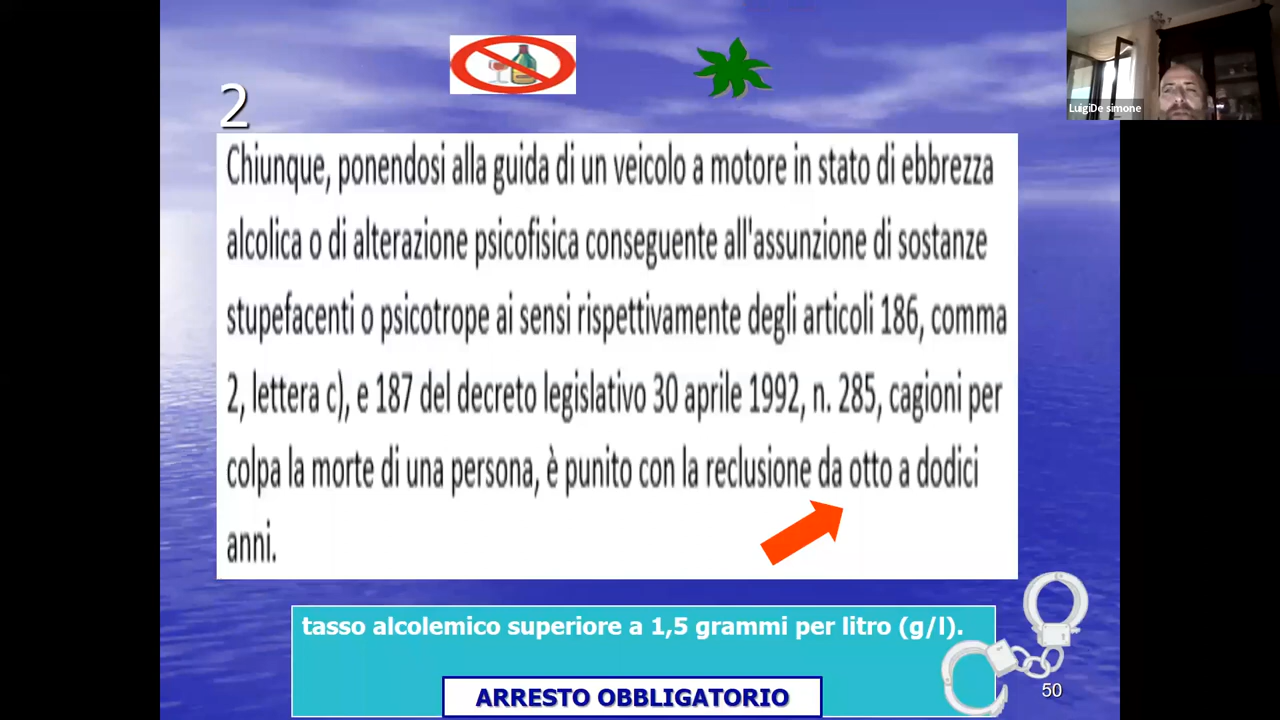 LuigiDe simone
2
Chiunque, ponendosi alla guida di un veicolo a motore in stato di ebbrezza
alcolica o di alterazione psicofisica conseguente all'assunzione di sostanze
stupefacenti o psicotrope ai sensi rispettivamente degli articoli 186, comma
2, lettera c), e 187 del decreto legislativo 30 aprile 1992, n. 285, cagioni per
colpa la morte di una persona, è punito con la reclusione da otto a dodici
anni.
tasso alcolemico superiore a 1,5 grammi per litro (g/l).
ARRESTO OBBLIGATORIO
50